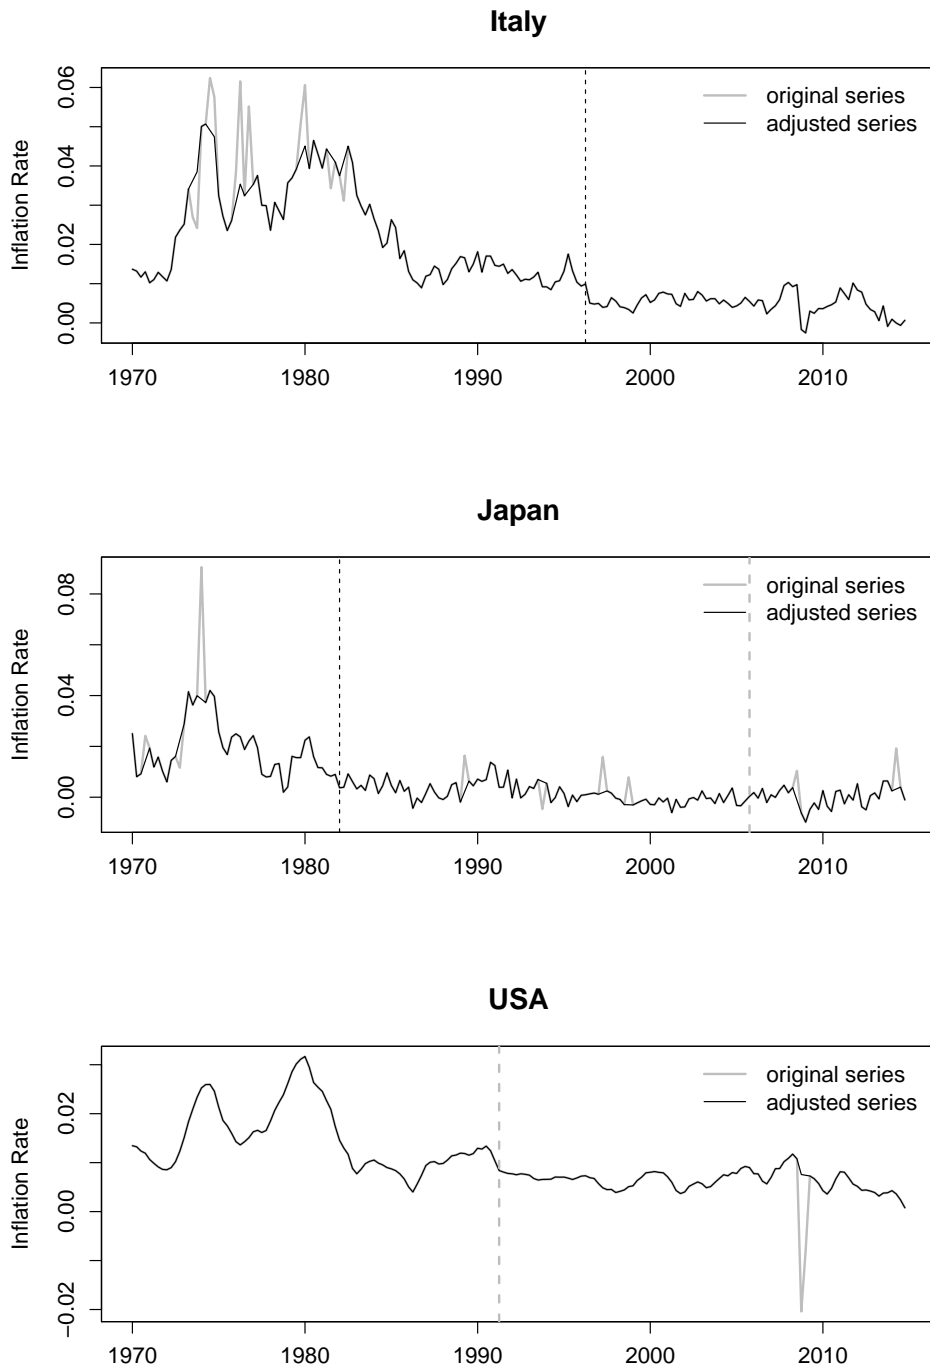 Italy
Inflation Rate
0.06
0.04
0.02
0.00
original series
adjusted series
1970 1980 1990 2000 2010
Japan
Inflation Rate
0.08
0.04
0.00
original series
adjusted series
1970 1980 1990 2000 2010
USA
Inflation Rate
0.02
0.00
−0.02
original series
adjusted series
1970 1980 1990 2000 2010